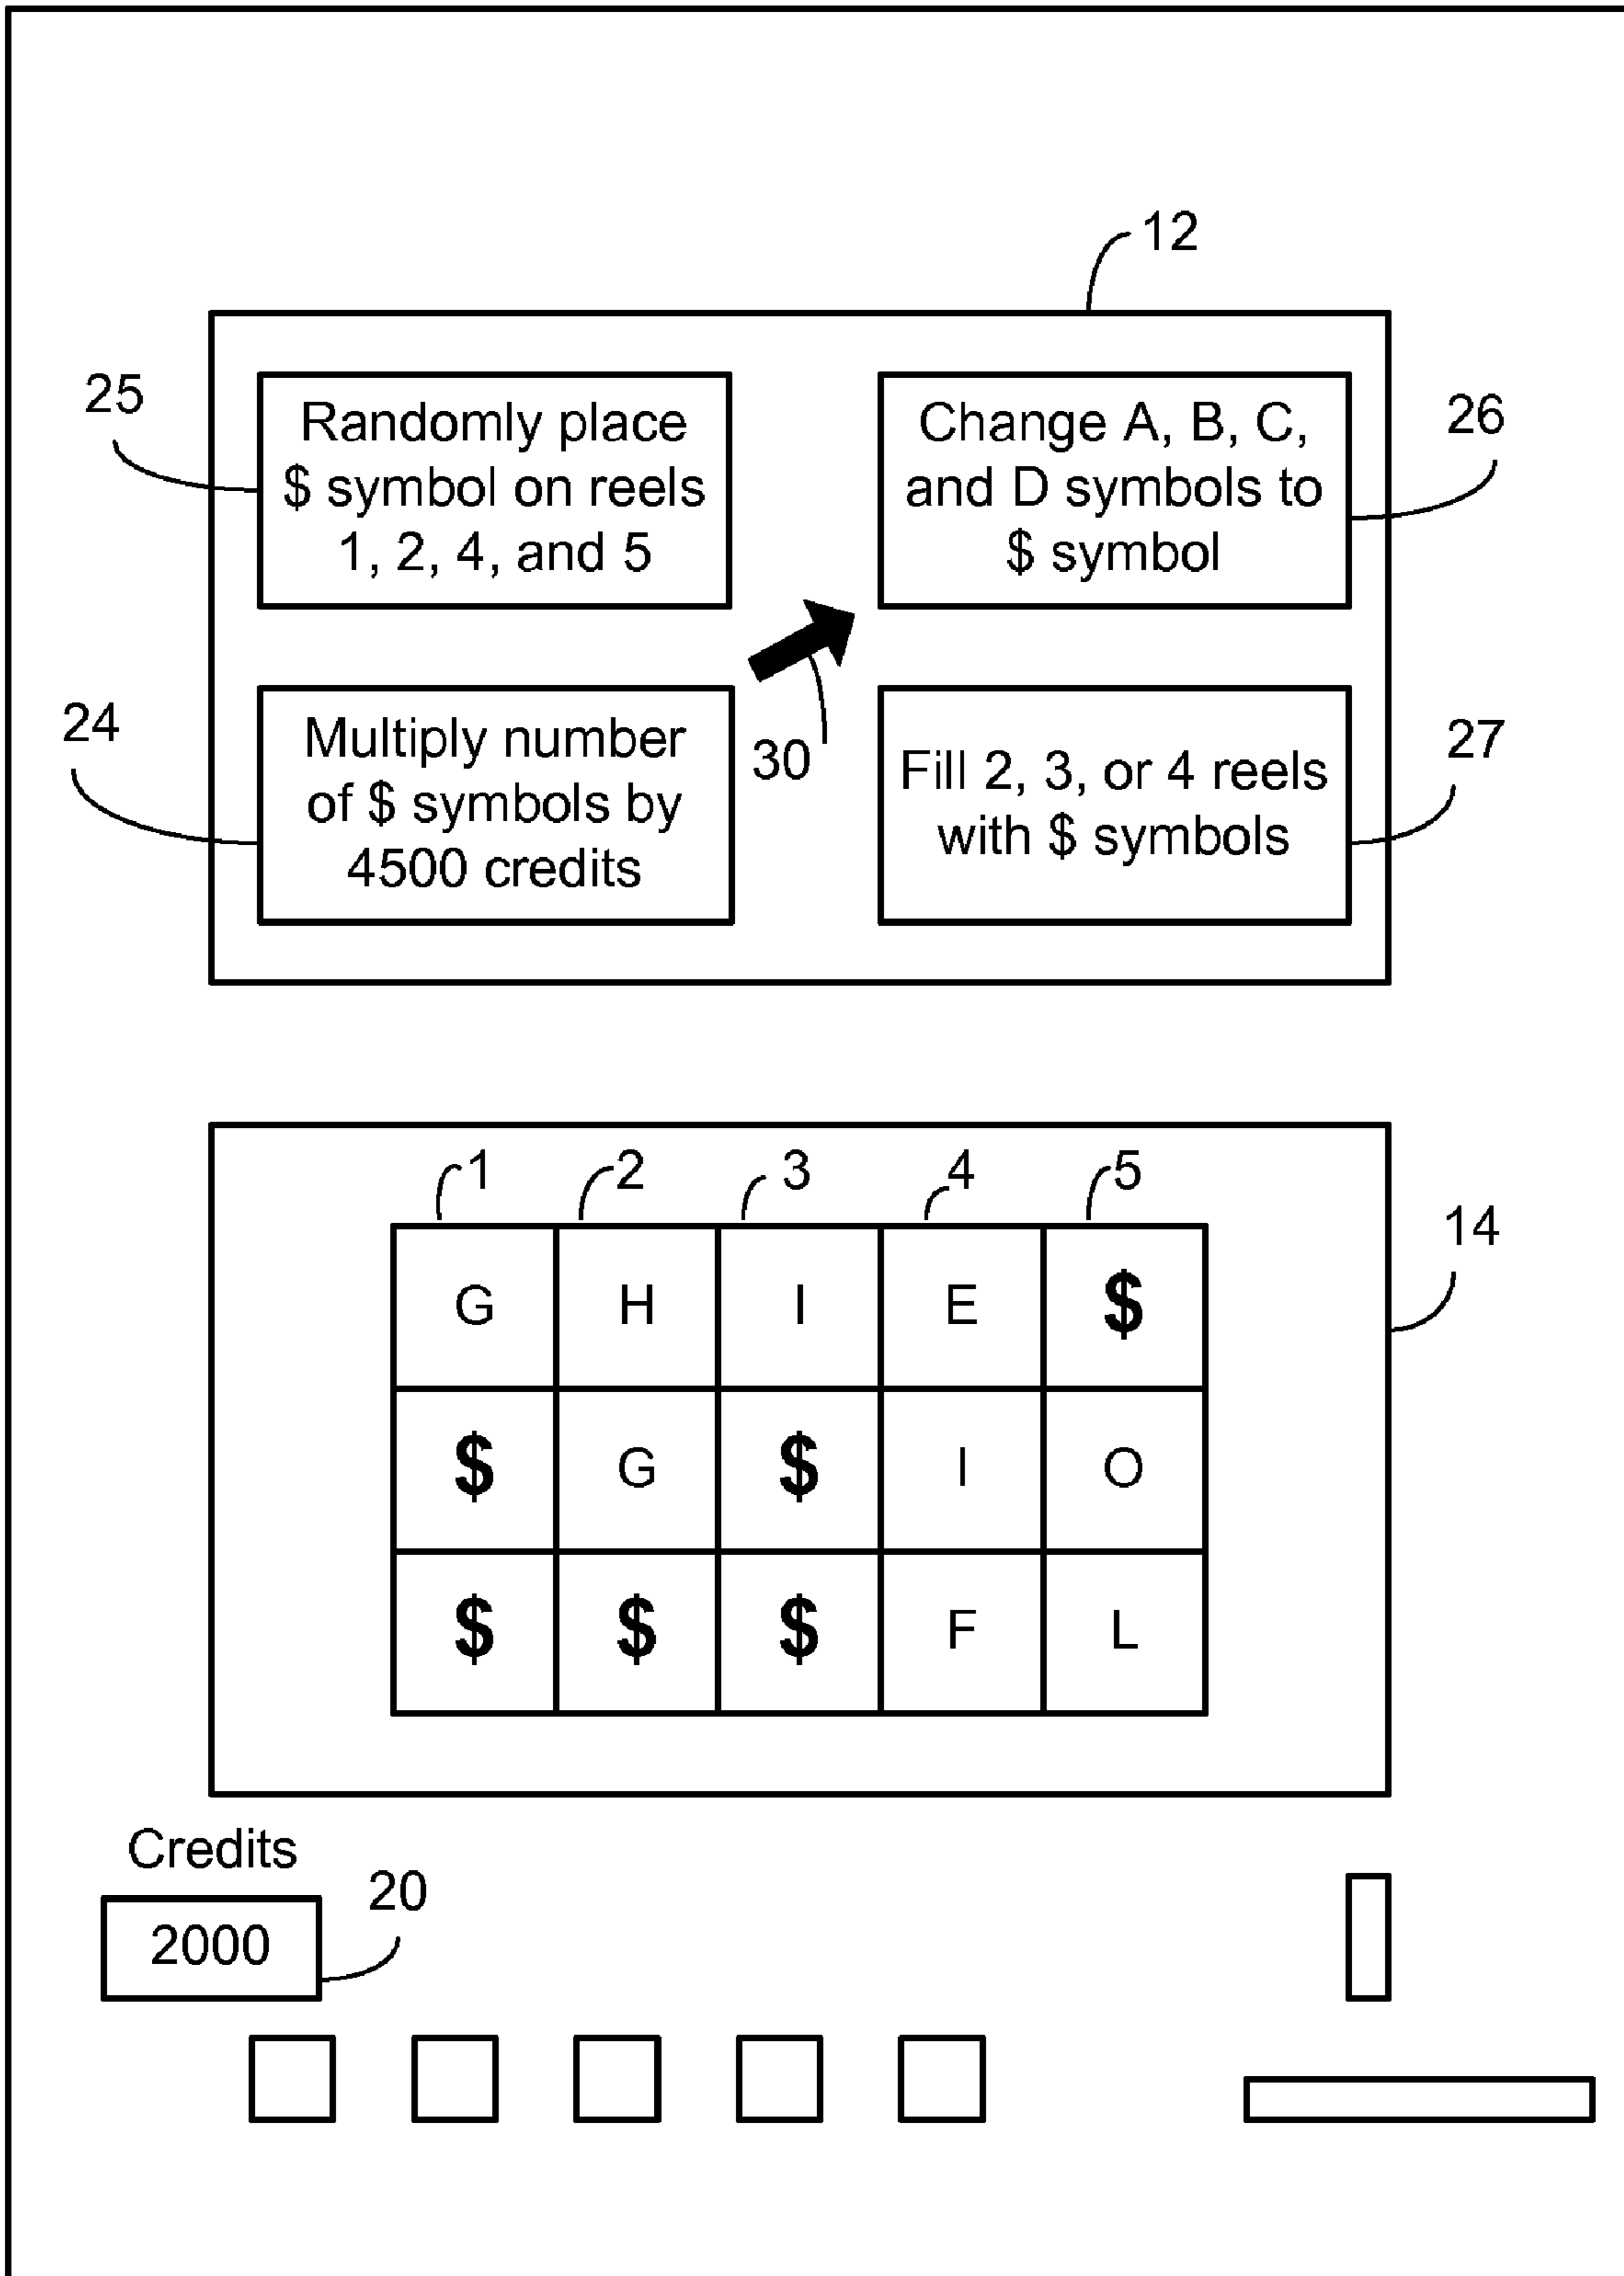 12
25
Randomly place
$ symbol on reels
1, 2, 4, and 5
Change A, B, C,
and D symbols to
$ symbol
26
24
Multiply number
of $ symbols by
4500 credits
30
Fill 2, 3, or 4 reels
with $ symbols
27
1 2 3 4 5
14
G H I E $
$ G $ I O
$ $ $ F L
Credits
20
2000